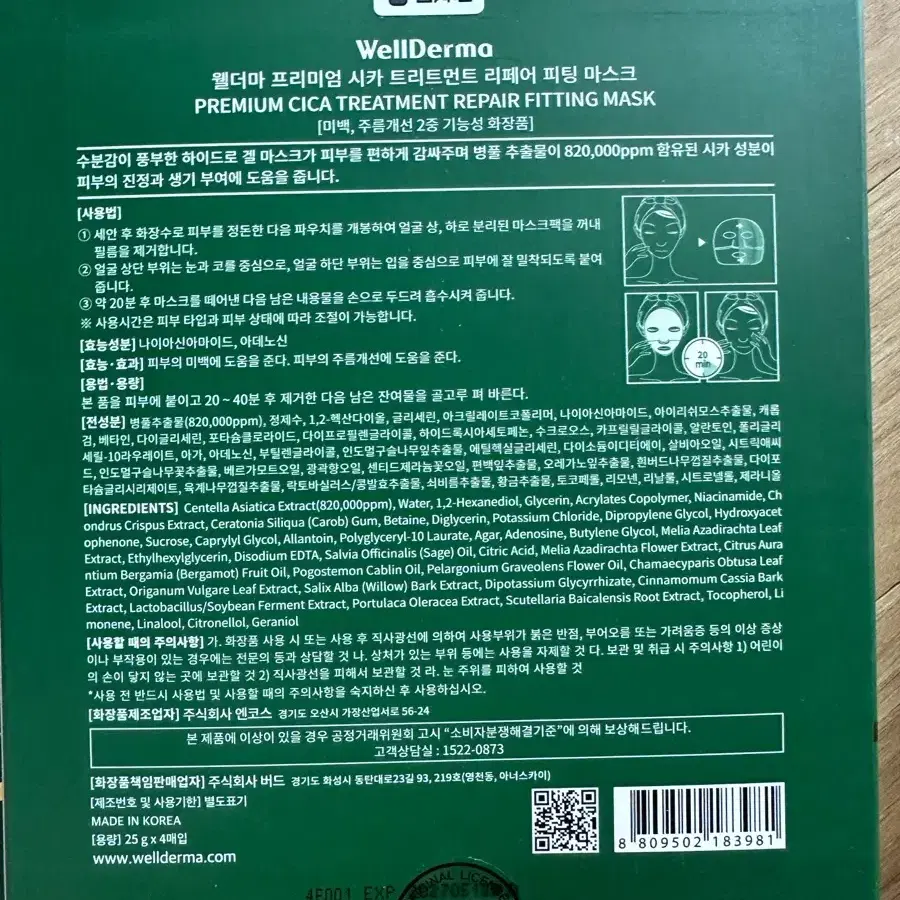 WellDerma
웰더마 프리미엄 시카 트리트먼트 리페어 피팅 마스크
PREMIUM CICA TREATMENT REPAIR FITTING MASK
[미백, 주름개선 2중 기능성 화장품]
수분감이 풍부한 하이드로 겔 마스크가 피부를 편하게 감싸주며 병풀 추출물이 820,000ppm 함유된 시카 성분이
피부의 진정과 생기 부여에 도움을 줍니다.
[사용법]
① 세안 후 화장수로 피부를 정돈한 다음 파우치를 개봉하여 얼굴 상, 하로 분리된 마스크팩을 꺼내
필름을 제거합니다.
② 얼굴 상단 부위는 눈과 코를 중심으로, 얼굴 하단 부위는 입을 중심으로 피부에 잘 밀착되도록 붙여
줍니다.
③ 약 20분 후 마스크를 떼어낸 다음 남은 내용물을 손으로 두드려 흡수시켜 줍니다.
※ 사용시간은 피부 타입과 피부 상태에 따라 조절이 가능합니다.
20
min
[효능성분] 나이아신아마이드, 아데노신
[효능·효과] 피부의 미백에 도움을 준다. 피부의 주름개선에 도움을 준다.
[용법·용량]
본 품을 피부에 붙이고 20 ~ 40분 후 제거한 다음 남은 잔여물을 골고루 펴 바른다.
[전성분] 병풀추출물(820,000ppm), 정제수, 1,2-헥산다이올, 글리세린, 아크릴레이트코폴리머, 나이아신아마이드, 아이리쉬모스추출물, 캐롭
검, 베타인, 다이글리세린, 포타슘클로라이드, 다이프로필렌글라이콜, 하이드록시아세토페논, 수크로오스, 카프릴릴글라이콜, 알란토인, 폴리글리
세릴-10라우레이트, 아가, 아데노신, 부틸렌글라이콜, 인도멀구슬나무잎추출물, 에틸헥실글리세린, 다이소듐이디티에이, 살비아오일, 시트릭애씨
드, 인도멀구슬나무꽃추출물, 베르가모트오일, 광곽향오일, 센티드제라늄꽃오일, 편백잎추출물, 오레가노잎추출물, 흰버드나무껍질추출물, 다이포
타슘글리시리제이트, 육계나무껍질추출물, 락토바실러스/콩발효추출물, 쇠비름추출물, 황금추출물, 토코페롤, 리모넨, 리날룰, 시트로넬올, 제라니올
[INGREDIENTS] Centella Asiatica Extract(820,000ppm), Water, 1,2-Hexanediol, Glycerin, Acrylates Copolymer, Niacinamide, Ch
ondrus Crispus Extract, Ceratonia Siliqua (Carob) Gum, Betaine, Diglycerin, Potassium Chloride, Dipropylene Glycol, Hydroxyacet
ophenone, Sucrose, Caprylyl Glycol, Allantoin, Polyglyceryl-10 Laurate, Agar, Adenosine, Butylene Glycol, Melia Azadirachta Leaf
Extract, Ethylhexylglycerin, Disodium EDTA, Salvia Officinalis (Sage) Oil, Citric Acid, Melia Azadirachta Flower Extract, Citrus Aura
ntium Bergamia (Bergamot) Fruit Oil, Pogostemon Cablin Oil, Pelargonium Graveolens Flower Oil, Chamaecyparis Obtusa Leaf
Extract, Origanum Vulgare Leaf Extract, Salix Alba (Willow) Bark Extract, Dipotassium Glycyrrhizate, Cinnamomum Cassia Bark
Extract, Lactobacillus/Soybean Ferment Extract, Portulaca Oleracea Extract, Scutellaria Baicalensis Root Extract, Tocopherol, Li
monene, Linalool, Citronellol, Geraniol
[사용할 때의 주의사항] 가. 화장품 사용 시 또는 사용 후 직사광선에 의하여 사용부위가 붉은 반점, 부어오름 또는 가려움증 등의 이상 증상
이나 부작용이 있는 경우에는 전문의 등과 상담할 것 나. 상처가 있는 부위 등에는 사용을 자제할 것 다. 보관 및 취급 시 주의사항 1) 어린이
의 손이 닿지 않는 곳에 보관할 것 2) 직사광선을 피해서 보관할 것 라. 눈 주위를 피하여 사용할 것
*사용 전 반드시 사용법 및 사용할 때의 주의사항을 숙지하신 후 사용하십시오.
[화장품제조업자] 주식회사 엔코스 경기도 오산시 가장산업서로 56-24
본 제품에 이상이 있을 경우 공정거래위원회 고시 “소비자분쟁해결기준”에 의해 보상해드립니다.
고객상담실 : 1522-0873
[화장품책임판매업자] 주식회사 버드 경기도 화성시 동탄대로23길 93, 219호(영천동, 아너스카이)
[제조번호 및 사용기한] 별도표기
MADE IN KOREA
[용량] 25 g x 4매입
www.wellderma.com
8 809502 183981
EXP